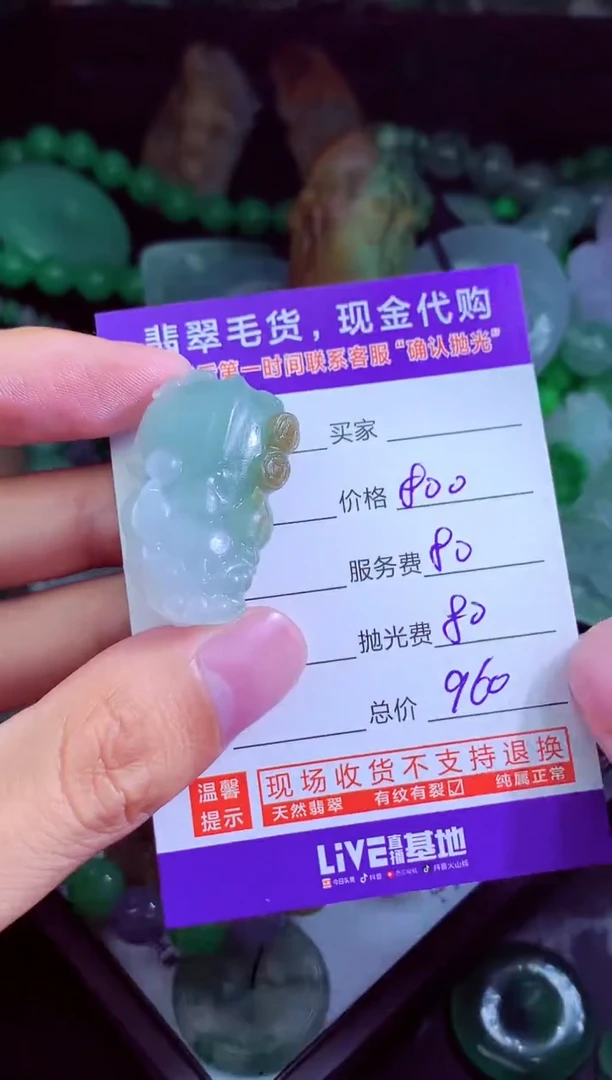 翡翠毛货，现金代购
第一时间联系客服“确认抛光”
买家
价格 800
服务费 80
抛光费 80
总价 960
温馨提示
现场收货不支持退换
天然翡翠 有纹有裂☑ 纯属正常
LiVE直播基地
今日头条 抖音 西瓜视频 抖音火山版